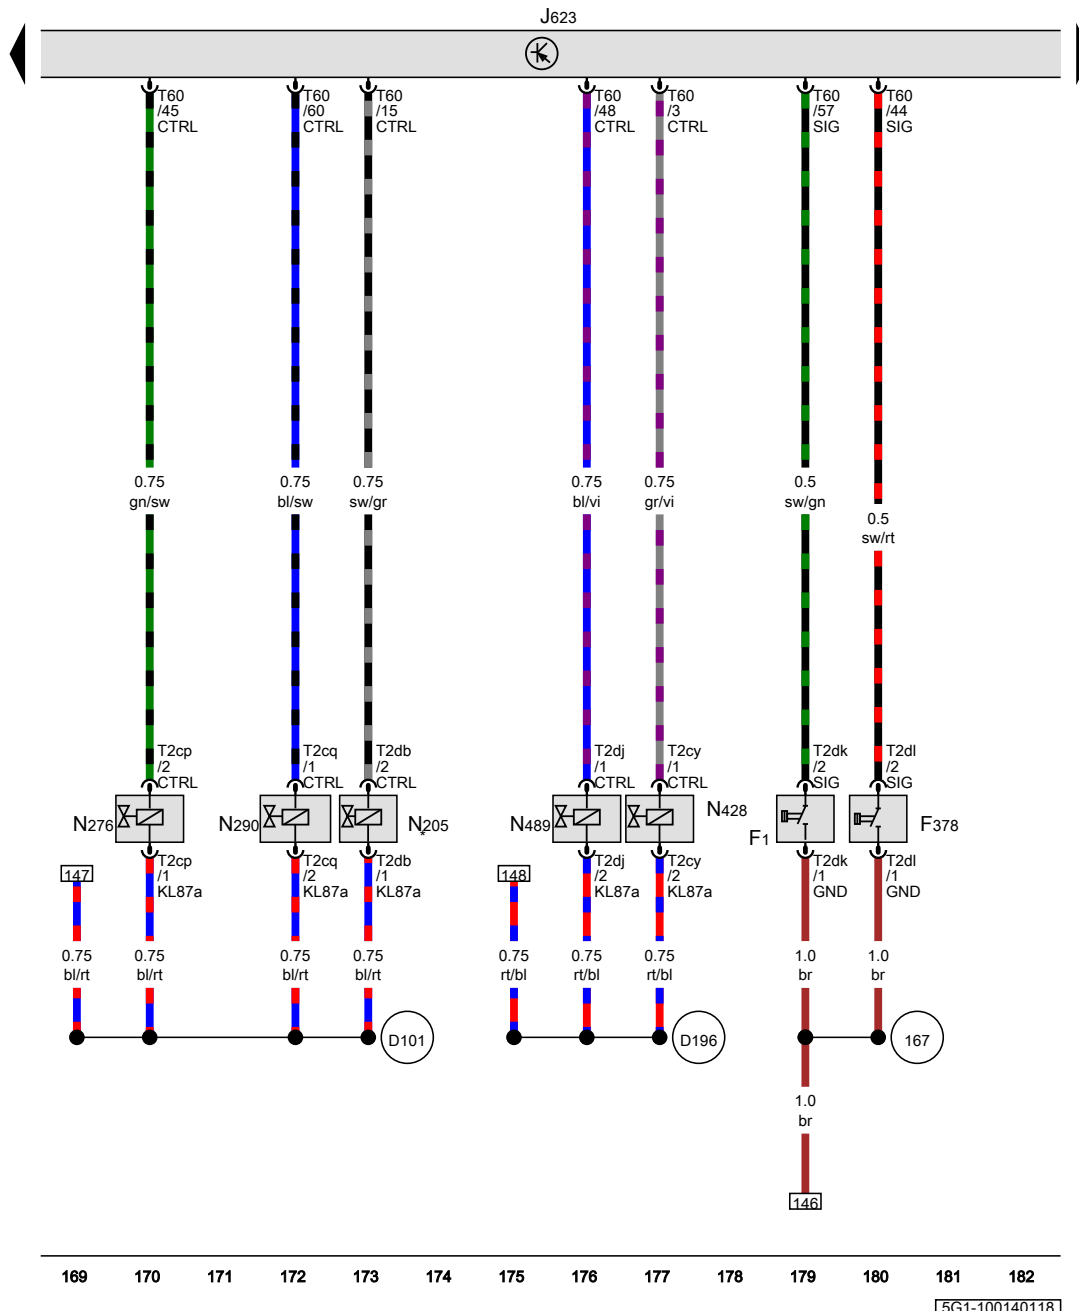 J623
T60 T60 T60 T60 T60 T60 T60
/45 /60 /15 /48 /3 /57 /44
CTRL CTRL CTRL CTRL CTRL SIG SIG
0.75 0.75 0.75 0.75 0.75 0.5
gn/sw bl/sw sw/gr bl/vi gr/vi sw/gn
0.5
sw/rt
T2cp T2cq T2db T2dj T2cy T2dk T2dl
/2 /1 /2 /1 /1 /2 /2
CTRL CTRL CTRL CTRL CTRL SIG SIG
N276 N290 N205 N489 N428 F1 F378
*
T2cp T2cq T2db T2dj T2cy T2dk T2dl
/1 /2 /1 /2 /2 /1 /1
KL87a KL87a KL87a KL87a KL87a GND GND
147 148
0.75 0.75 0.75 0.75 0.75 0.75 0.75 1.0 1.0
bl/rt bl/rt bl/rt bl/rt rt/bl rt/bl rt/bl br br
D101 D196 167
1.0
br
146
169 170 171 172 173 174 175 176 177 178 179 180 181 182
5G1-100140118